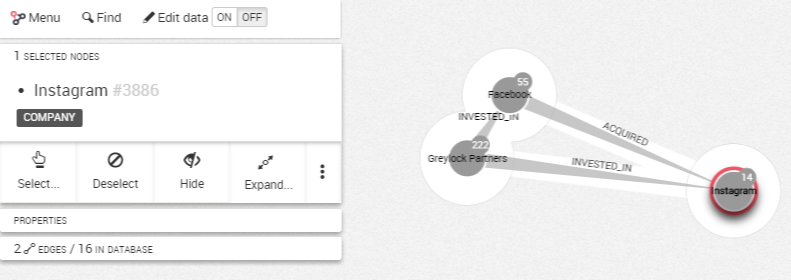 Menu Find Edit data ON OFF
1 SELECTED NODES
• Instagram #3886
COMPANY
Select... Deselect Hide Expand...
PROPERTIES
2 EDGES / 16 IN DATABASE
55
Facebook
INVESTED_IN
ACQUIRED
222
Greylock Partners
INVESTED_IN
14
Instagram